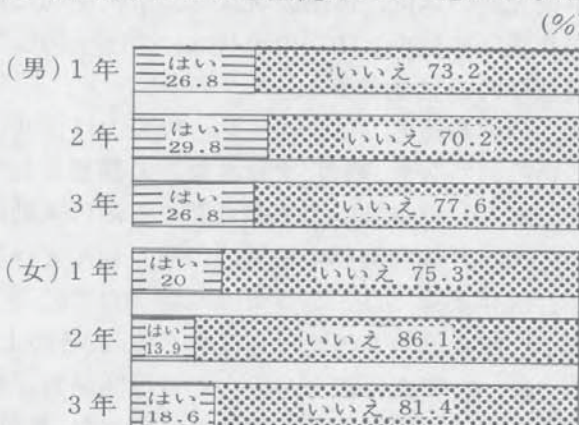 (%
(男)1年 はい 26.8 いいえ 73.2
2年 はい 29.8 いいえ 70.2
3年 はい 26.8 いいえ 77.6
(女)1年 はい 20 いいえ 75.3
2年 はい 13.9 いいえ 86.1
3年 はい 18.6 いいえ 81.4